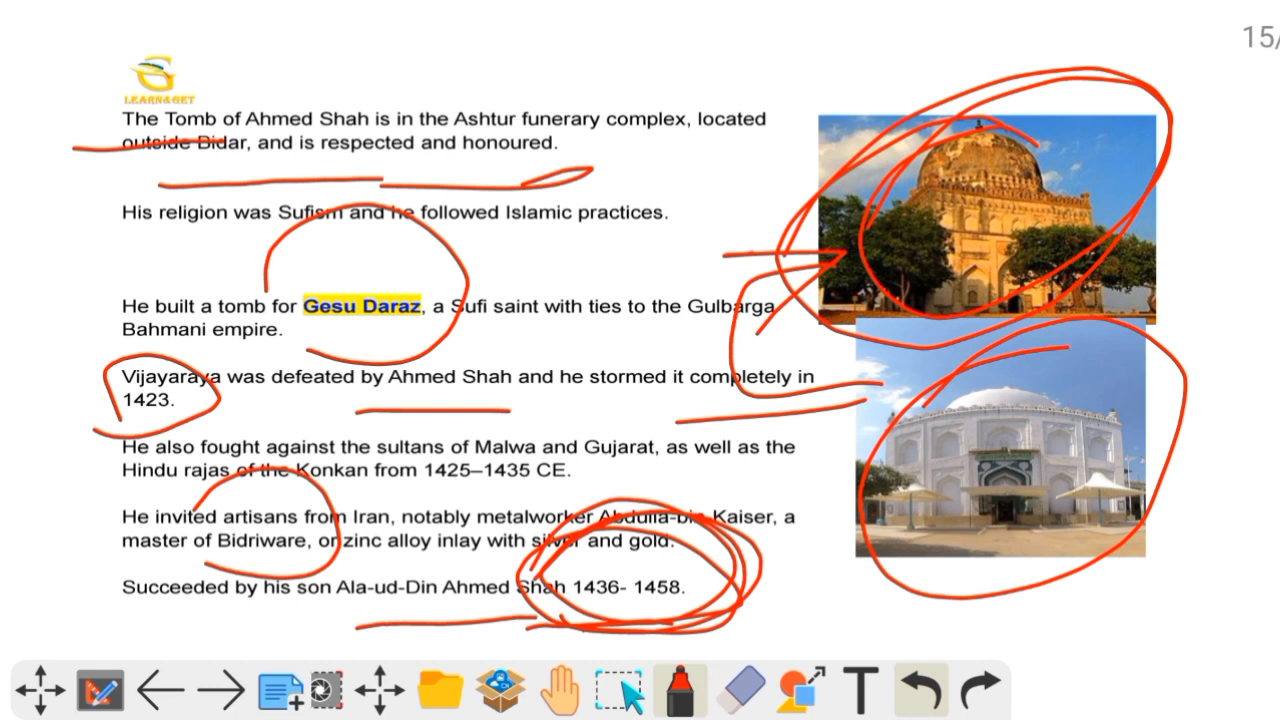 15/
LEARN&GET
The Tomb of Ahmed Shah is in the Ashtur funerary complex, located
outside Bidar, and is respected and honoured.
His religion was Sufism and he followed Islamic practices.
He built a tomb for Gesu Daraz, a Sufi saint with ties to the Gulbarga
Bahmani empire.
Vijayaraya was defeated by Ahmed Shah and he stormed it completely in
1423.
He also fought against the sultans of Malwa and Gujarat, as well as the
Hindu rajas of the Konkan from 1425–1435 CE.
He invited artisans from Iran, notably metalworker Abdulla-bin Kaiser, a
master of Bidriware, or zinc alloy inlay with silver and gold.
Succeeded by his son Ala-ud-Din Ahmed Shah 1436- 1458.
T